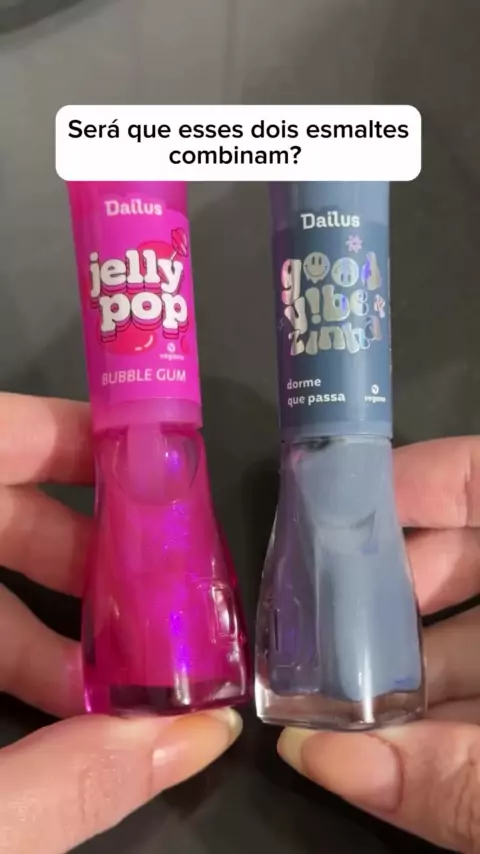 Será que esses dois esmaltes
combinam?
Dailus
jelly
pop
vegano
BUBBLE GUM
Dailus
good
vibe
zinha
dorme
que passa
vegano